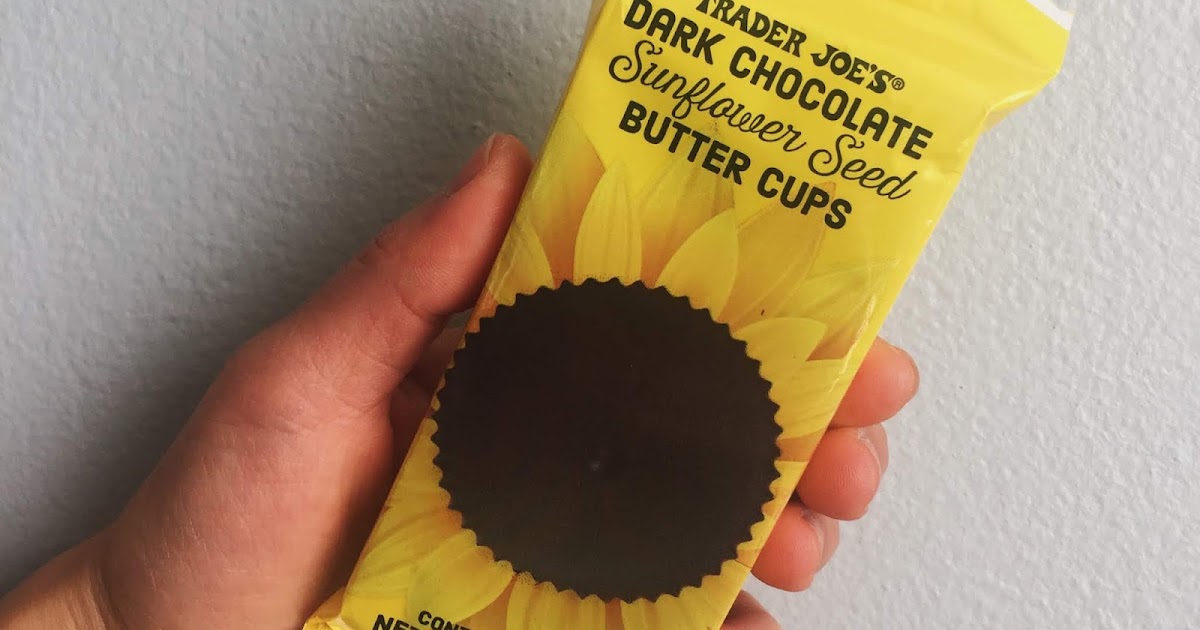 TRADER JOE'S®
DARK CHOCOLATE
Sunflower Seed
BUTTER CUPS